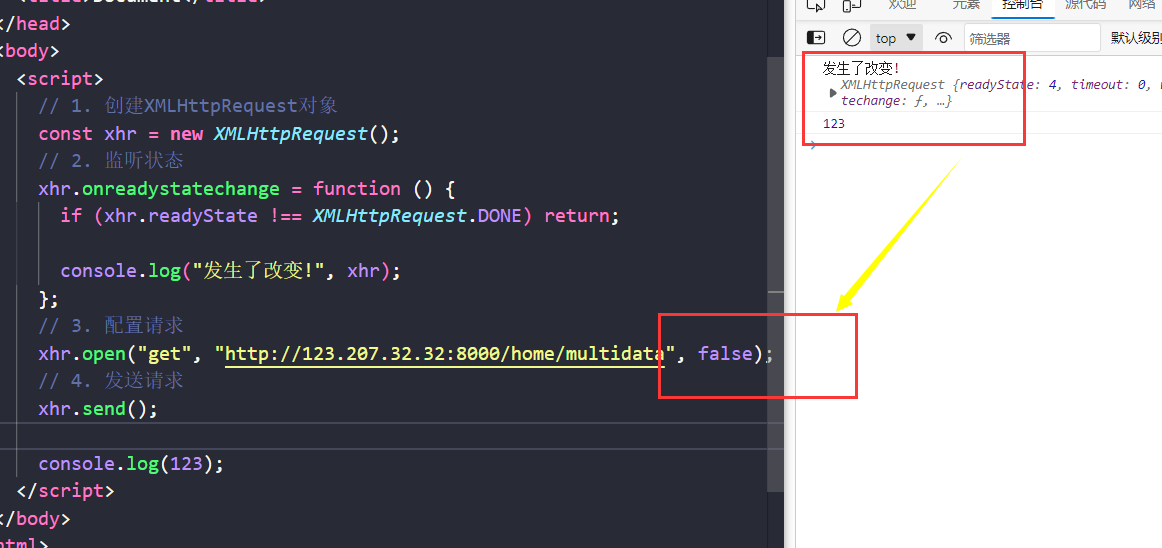 <title>Document</title>
</head>
<body>
<script>
// 1. 创建XMLHttpRequest对象
const xhr = new XMLHttpRequest();
// 2. 监听状态
xhr.onreadystatechange = function () {
if (xhr.readyState !== XMLHttpRequest.DONE) return;
console.log("发生了改变!", xhr);
};
// 3. 配置请求
xhr.open("get", "http://123.207.32.32:8000/home/multidata", false);
// 4. 发送请求
xhr.send();
console.log(123);
</script>
</body>
html>
欢迎 元素 控制台 源代码 网络
top ▼ 筛选器 默认级别
发生了改变!
XMLHttpRequest {readyState: 4, timeout: 0,
techange: ƒ, …}
123